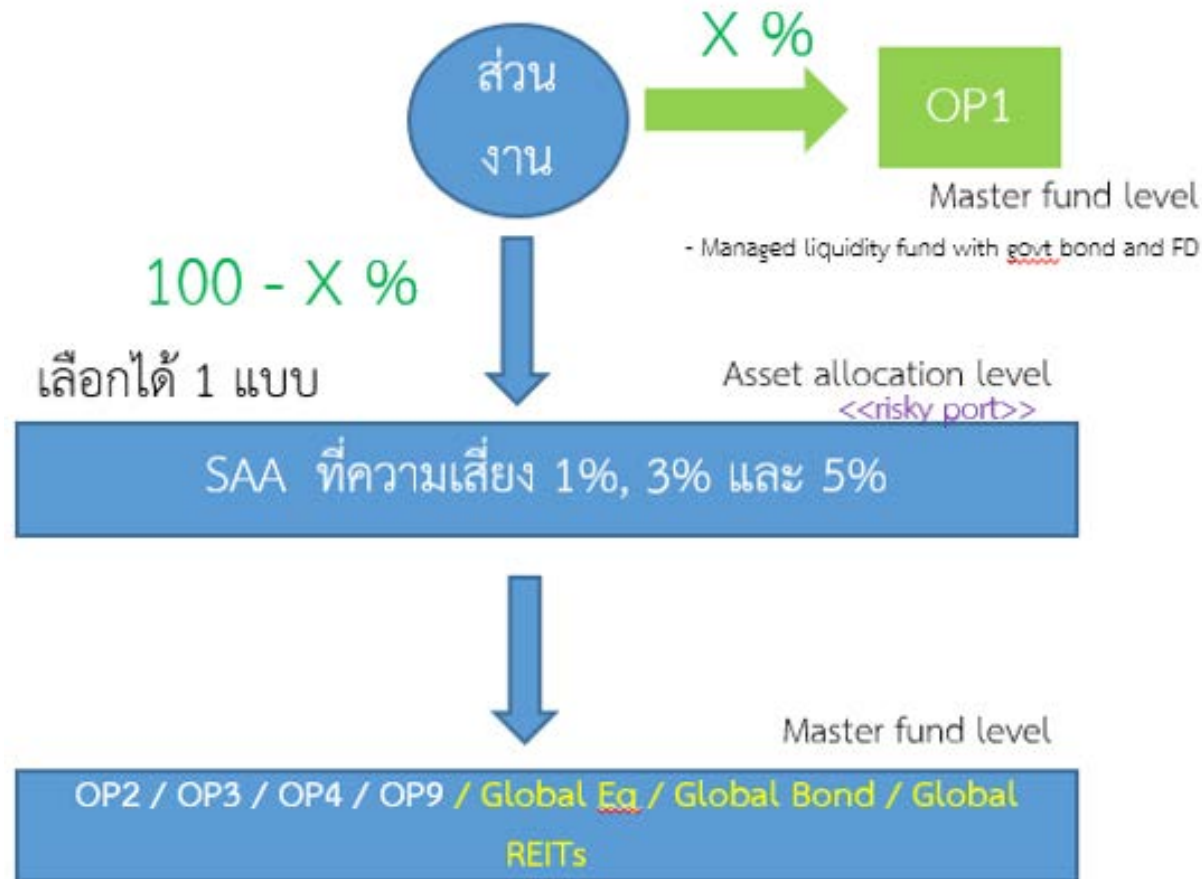 X %
ส่วน
งาน
OP1
Master fund level
- Managed liquidity fund with govt bond and FD
100 - X %
เลือกได้ 1 แบบ
Asset allocation level
<<risky port>>
SAA ที่ความเสี่ยง 1%, 3% และ 5%
Master fund level
OP2 / OP3 / OP4 / OP9 / Global Eq / Global Bond / Global
REITs